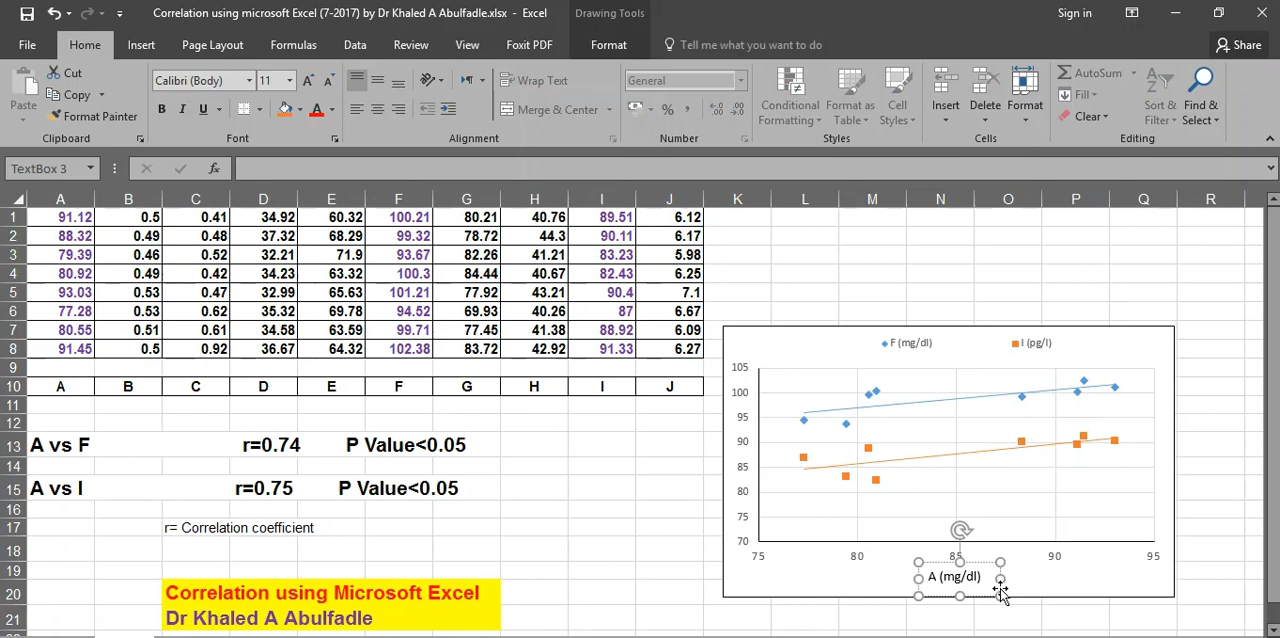 Correlation using microsoft Excel (7-2017) by Dr Khaled A Abulfadle.xlsx - Excel
Drawing Tools
Sign in
File Home Insert Page Layout Formulas Data Review View Foxit PDF Format Tell me what you want to do Share
Paste
Cut
Copy
Format Painter
Clipboard
Calibri (Body) 11
B I U
Font
Wrap Text
Merge & Center
Alignment
General
Number
Conditional Formatting
Format as Table
Cell Styles
Styles
Insert Delete Format
Cells
AutoSum
Fill
Clear
Sort & Filter
Find & Select
Editing
TextBox 3
fx
A B C D E F G H I J K L M N O P Q R
1 91.12 0.5 0.41 34.92 60.32 100.21 80.21 40.76 89.51 6.12
2 88.32 0.49 0.48 37.32 68.29 99.32 78.72 44.3 90.11 6.17
3 79.39 0.46 0.52 32.21 71.9 93.67 82.26 41.21 83.23 5.98
4 80.92 0.49 0.42 34.23 63.32 100.3 84.44 40.67 82.43 6.25
5 93.03 0.53 0.47 32.99 65.63 101.21 77.92 43.21 90.4 7.1
6 77.28 0.53 0.62 35.32 69.78 94.52 69.93 40.26 87 6.67
7 80.55 0.51 0.61 34.58 63.59 99.71 77.45 41.38 88.92 6.09
8 91.45 0.5 0.92 36.67 64.32 102.38 83.72 42.92 91.33 6.27
9
10 A B C D E F G H I J
11
12
13 A vs F r=0.74 P Value<0.05
14
15 A vs I r=0.75 P Value<0.05
16
17 r= Correlation coefficient
18
19
20 Correlation using Microsoft Excel
21 Dr Khaled A Abulfadle
F (mg/dl) I (pg/l)
105
100
95
90
85
80
75
70
75 80 85 90 95
A (mg/dl)